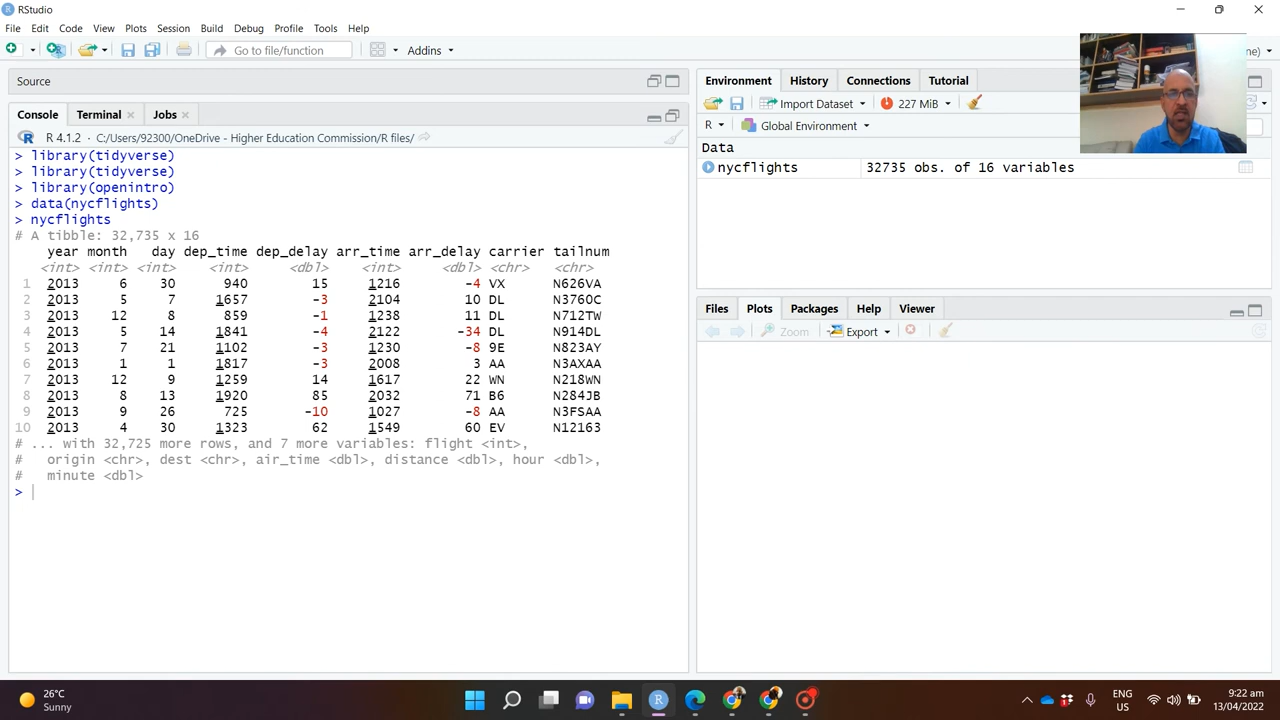 RStudio
File Edit Code View Plots Session Build Debug Profile Tools Help
Go to file/function Addins
Source
Console Terminal Jobs
R 4.1.2 C:/Users/92300/OneDrive - Higher Education Commission/R files/
> library(tidyverse)
> library(tidyverse)
> library(openintro)
> data(nycflights)
> nycflights
# A tibble: 32,735 x 16
year month day dep_time dep_delay arr_time arr_delay carrier tailnum
<int> <int> <int> <int> <dbl> <int> <dbl> <chr> <chr>
1 2013 6 30 940 15 1216 -4 VX N626VA
2 2013 5 7 1657 -3 2104 10 DL N3760C
3 2013 12 8 859 -1 1238 11 DL N712TW
4 2013 5 14 1841 -4 2122 -34 DL N914DL
5 2013 7 21 1102 -3 1230 -8 9E N823AY
6 2013 1 1 1817 -3 2008 3 AA N3AXAA
7 2013 12 9 1259 14 1617 22 WN N218WN
8 2013 8 13 1920 85 2032 71 B6 N284JB
9 2013 9 26 725 -10 1027 -8 AA N3FSAA
10 2013 4 30 1323 62 1549 60 EV N12163
# ... with 32,725 more rows, and 7 more variables: flight <int>,
# origin <chr>, dest <chr>, air_time <dbl>, distance <dbl>, hour <dbl>,
# minute <dbl>
>
Environment History Connections Tutorial
Import Dataset 227 MiB
R Global Environment
Data
nycflights 32735 obs. of 16 variables
Files Plots Packages Help Viewer
Zoom Export
26°C
Sunny
ENG
US
9:22 am
13/04/2022